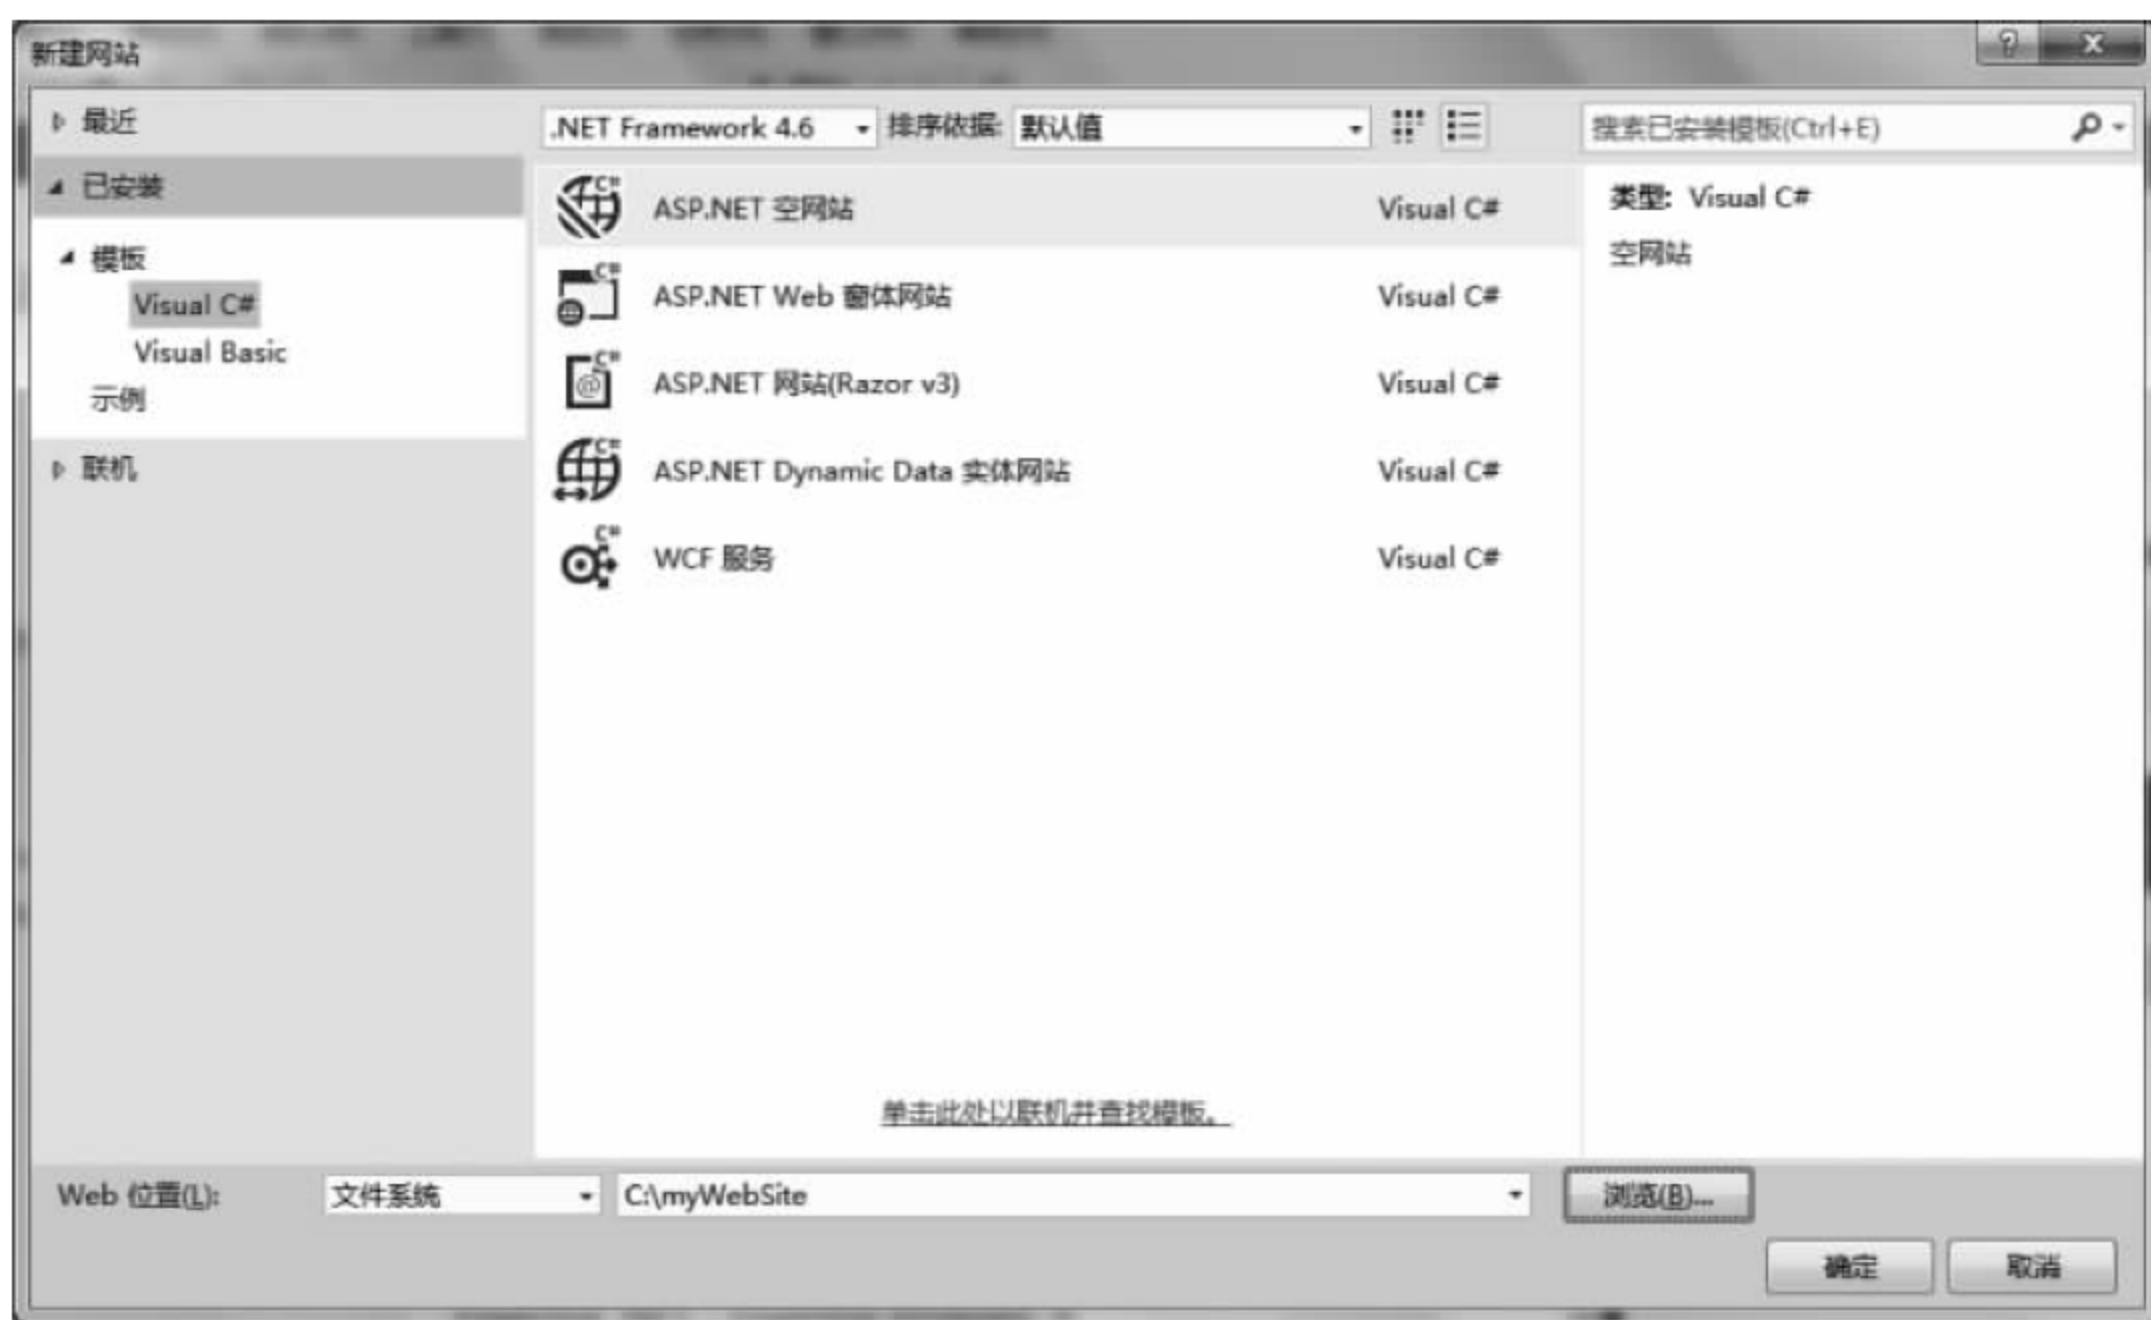 新建网站
最近
已安装
模板
Visual C#
Visual Basic
示例
联机
.NET Framework 4.6 排序依据: 默认值
搜索已安装模板(Ctrl+E)
ASP.NET 空网站 Visual C#
ASP.NET Web 窗体网站 Visual C#
ASP.NET 网站(Razor v3) Visual C#
ASP.NET Dynamic Data 实体网站 Visual C#
WCF 服务 Visual C#
类型: Visual C#
空网站
单击此处以联机并查找模板。
Web 位置(L): 文件系统 C:\myWebSite 浏览(B)...
确定 取消